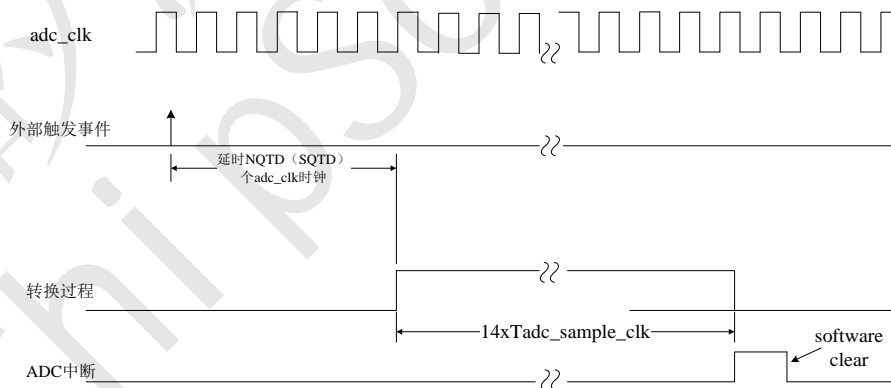 adc_clk
外部触发事件
延时NQTD（SQTD）
个adc_clk时钟
转换过程
14xTadc_sample_clk
software
clear
ADC中断